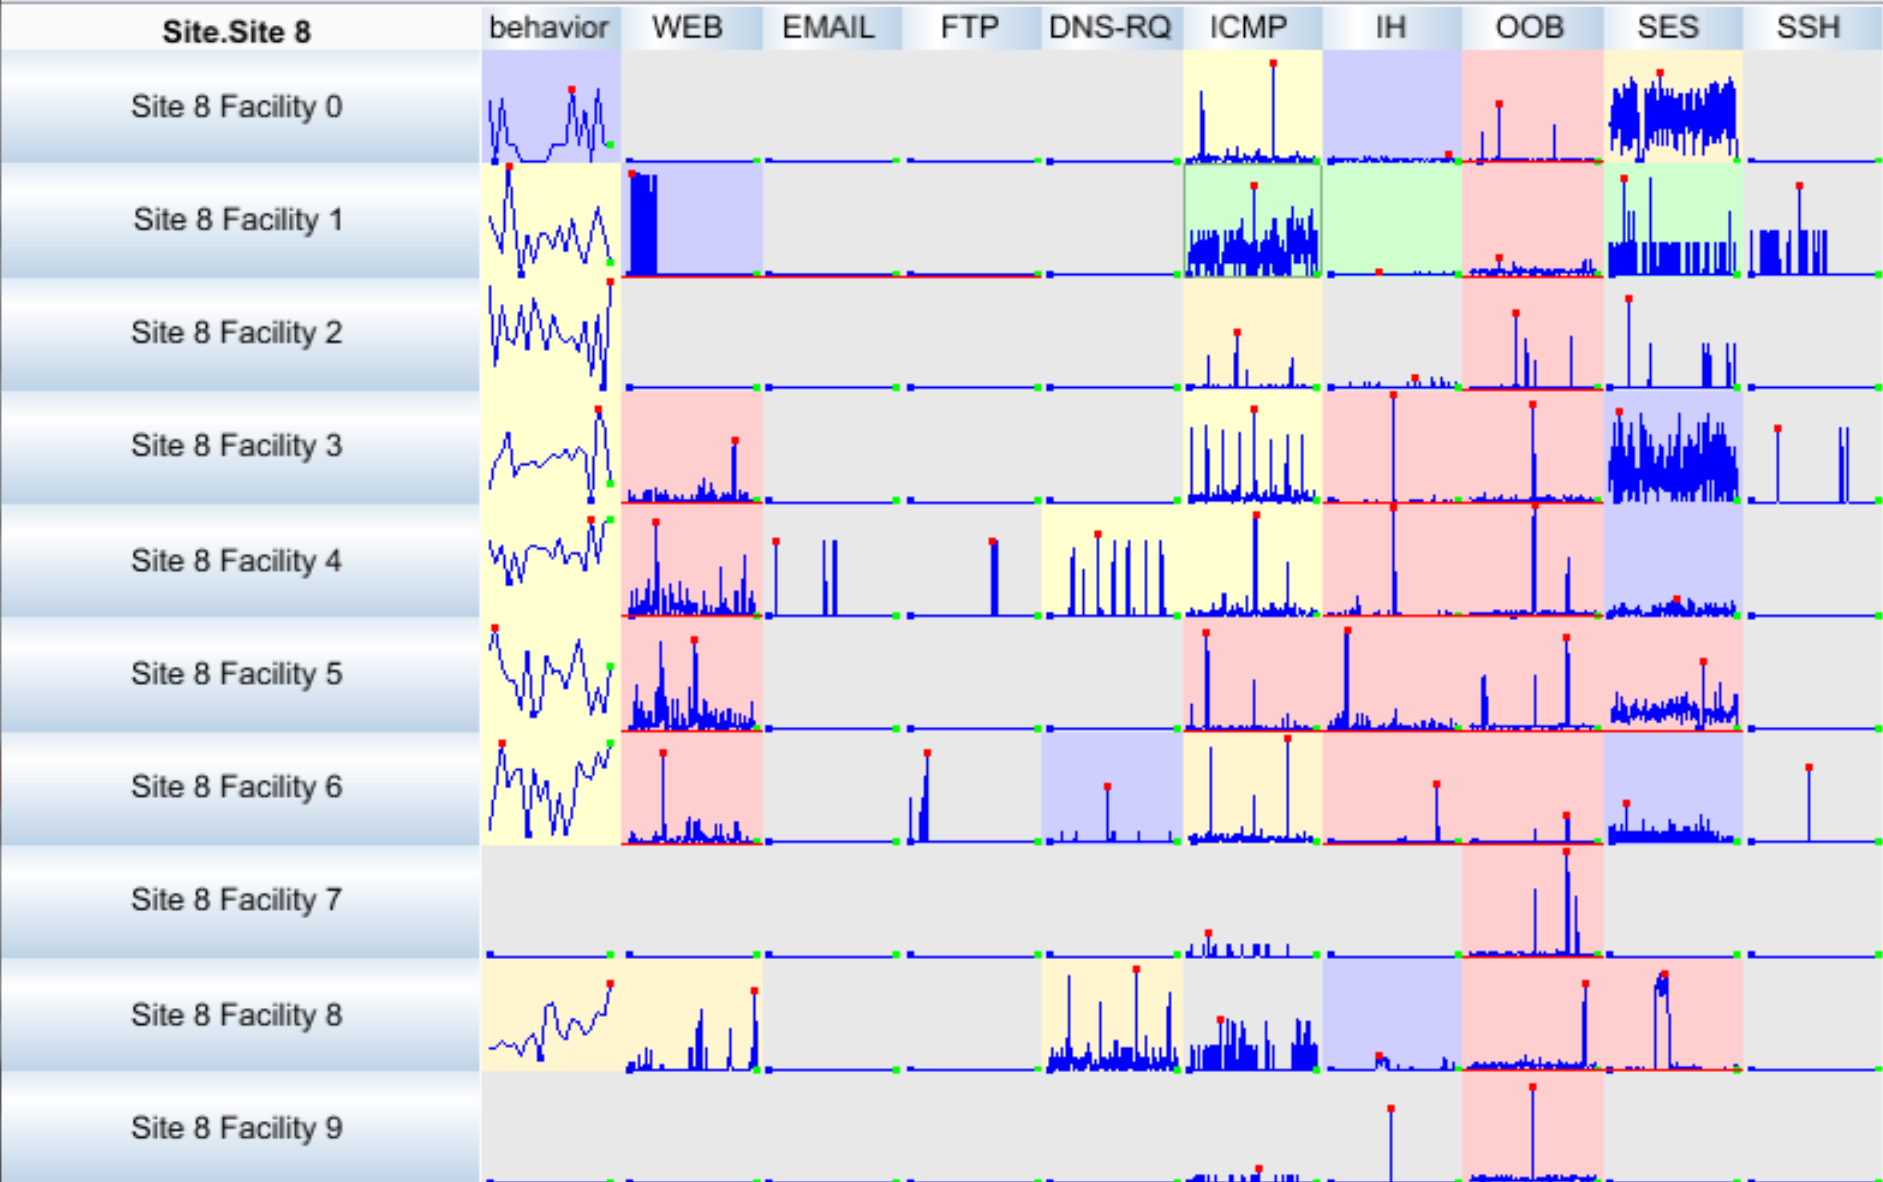 Site.Site 8 behavior WEB EMAIL FTP DNS-RQ ICMP IH OOB SES SSH
Site 8 Facility 0
Site 8 Facility 1
Site 8 Facility 2
Site 8 Facility 3
Site 8 Facility 4
Site 8 Facility 5
Site 8 Facility 6
Site 8 Facility 7
Site 8 Facility 8
Site 8 Facility 9